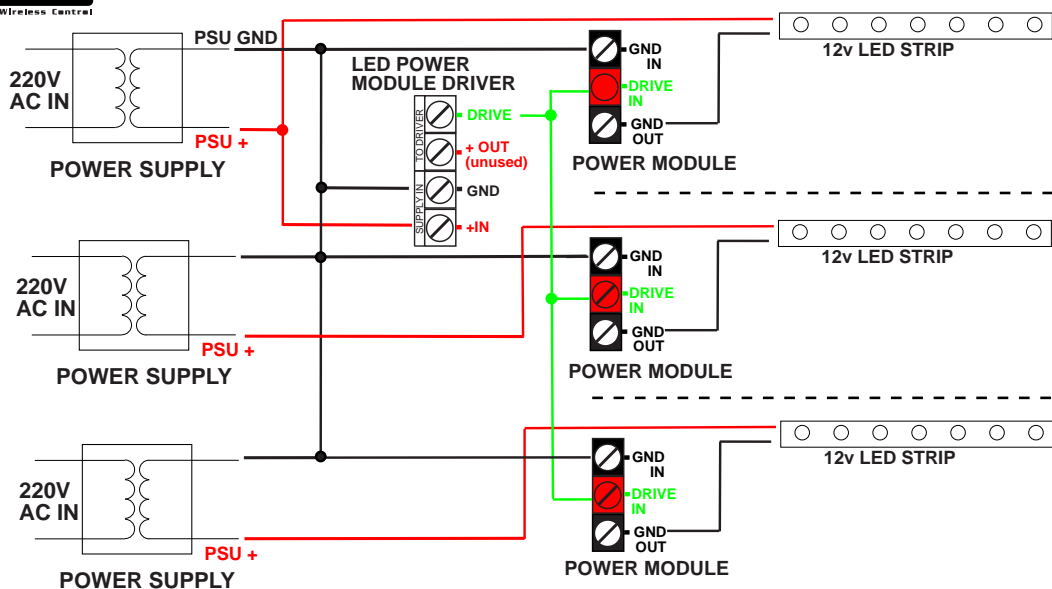 Wireless Control
PSU GND
220V
AC IN
PSU +
POWER SUPPLY
LED POWER
MODULE DRIVER
TO DRIVER
SUPPLY IN
DRIVE
+ OUT
(unused)
GND
+IN
GND
IN
DRIVE
IN
GND
OUT
POWER MODULE
12v LED STRIP
220V
AC IN
PSU +
POWER SUPPLY
GND
IN
DRIVE
IN
GND
OUT
POWER MODULE
12v LED STRIP
220V
AC IN
PSU +
POWER SUPPLY
GND
IN
DRIVE
IN
GND
OUT
POWER MODULE
12v LED STRIP